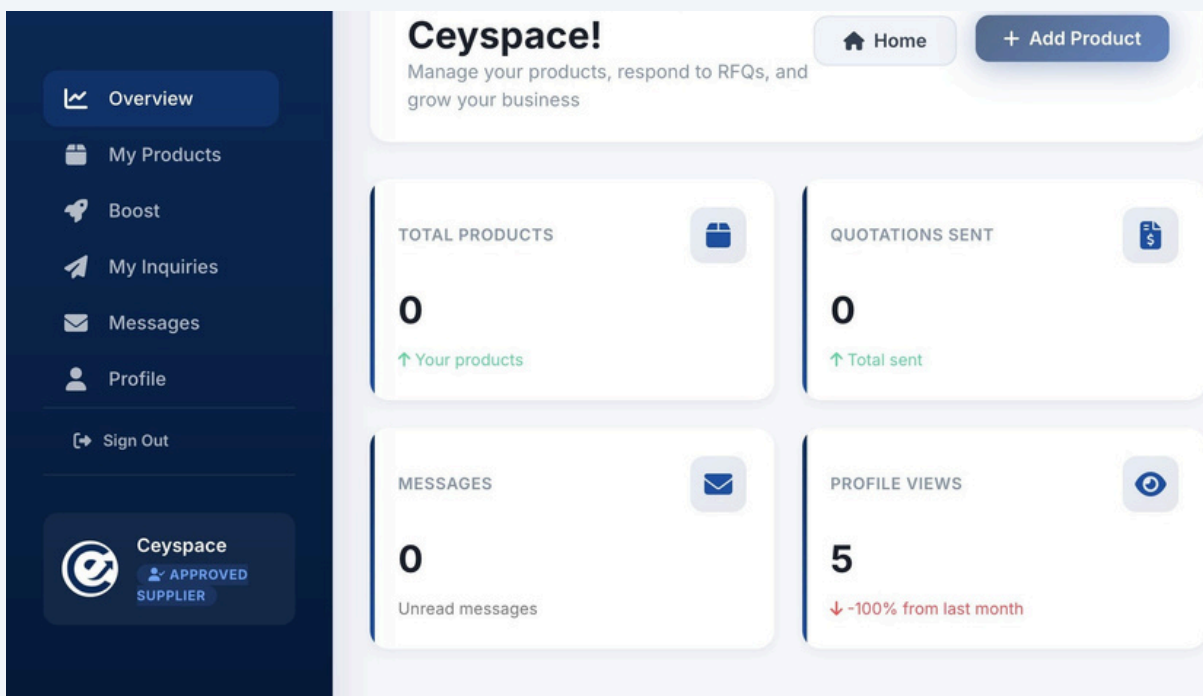 Overview
My Products
Boost
My Inquiries
Messages
Profile
Sign Out
Ceyspace
APPROVED
SUPPLIER
Ceyspace!
Manage your products, respond to RFQs, and
grow your business
Home
+ Add Product
TOTAL PRODUCTS
0
↑ Your products
QUOTATIONS SENT
0
↑ Total sent
MESSAGES
0
Unread messages
PROFILE VIEWS
5
↓ -100% from last month